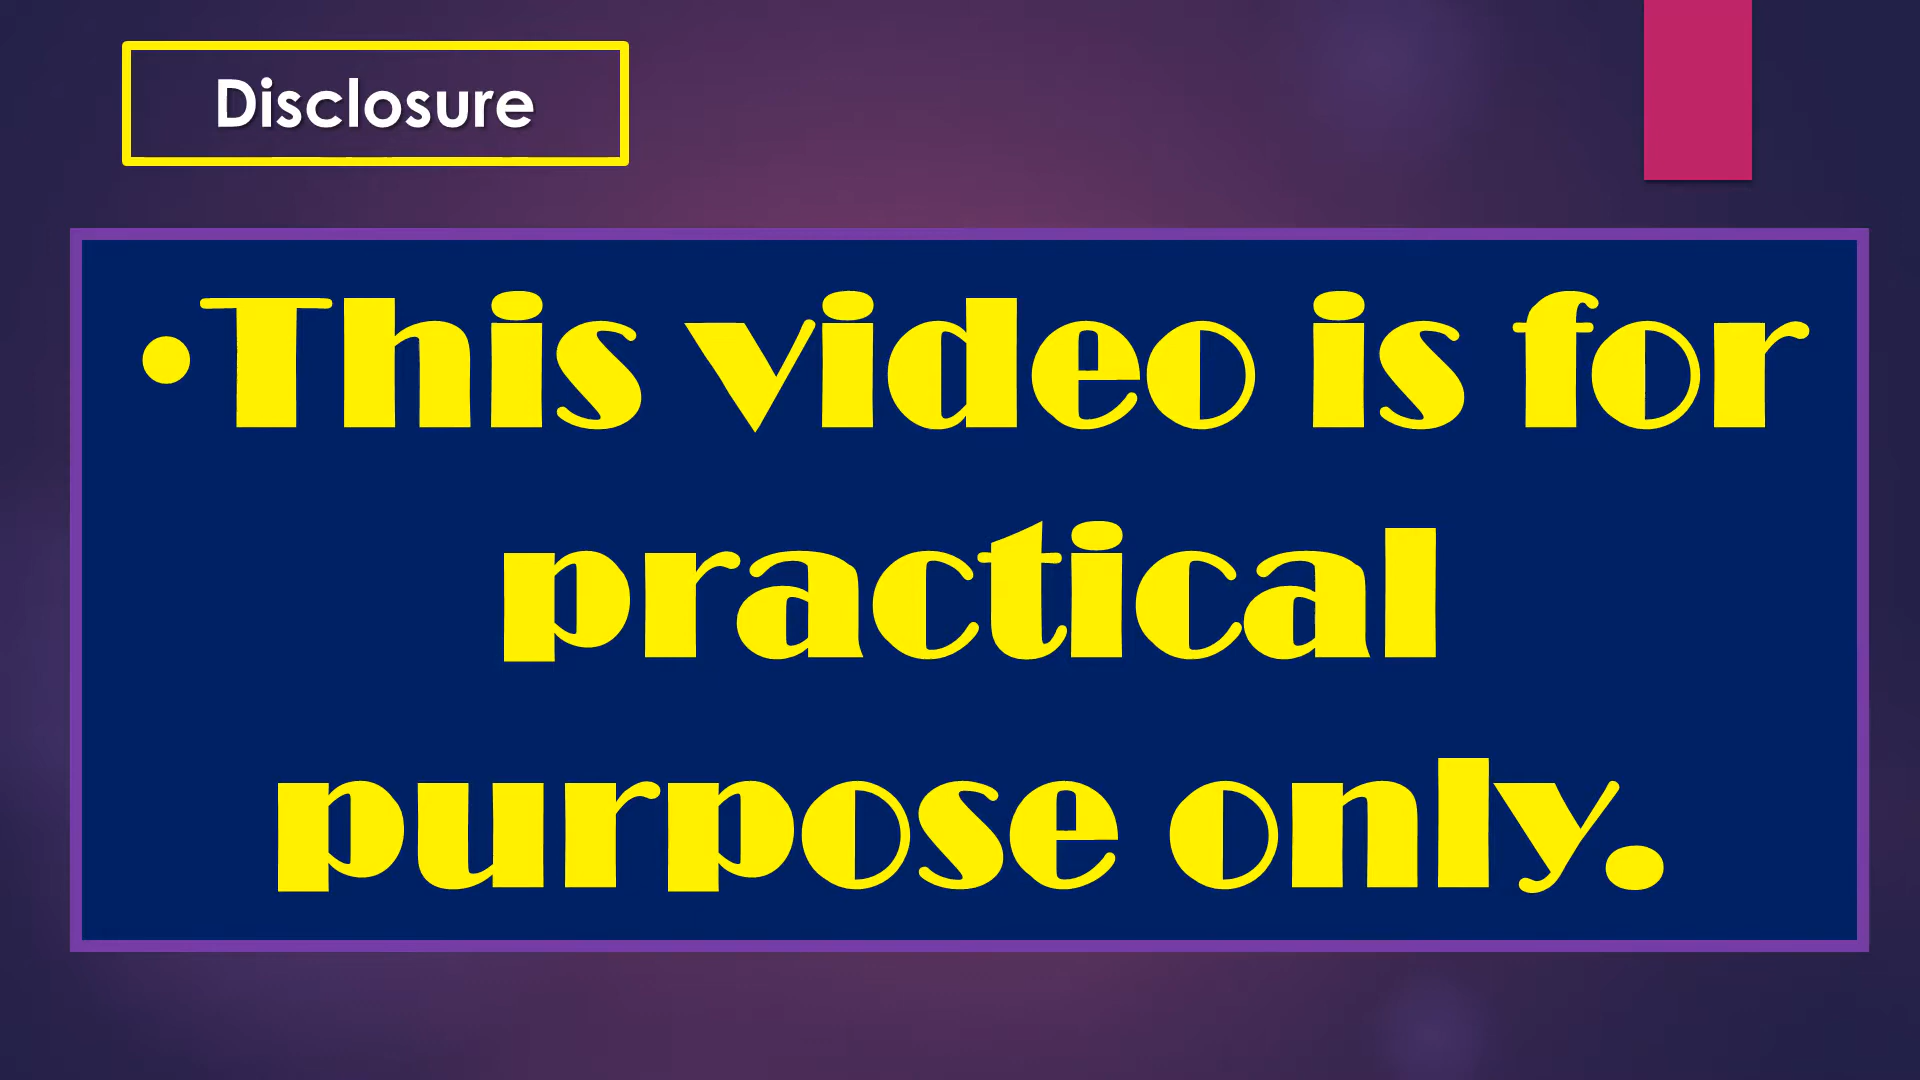 Disclosure
•This video is for
practical
purpose only.